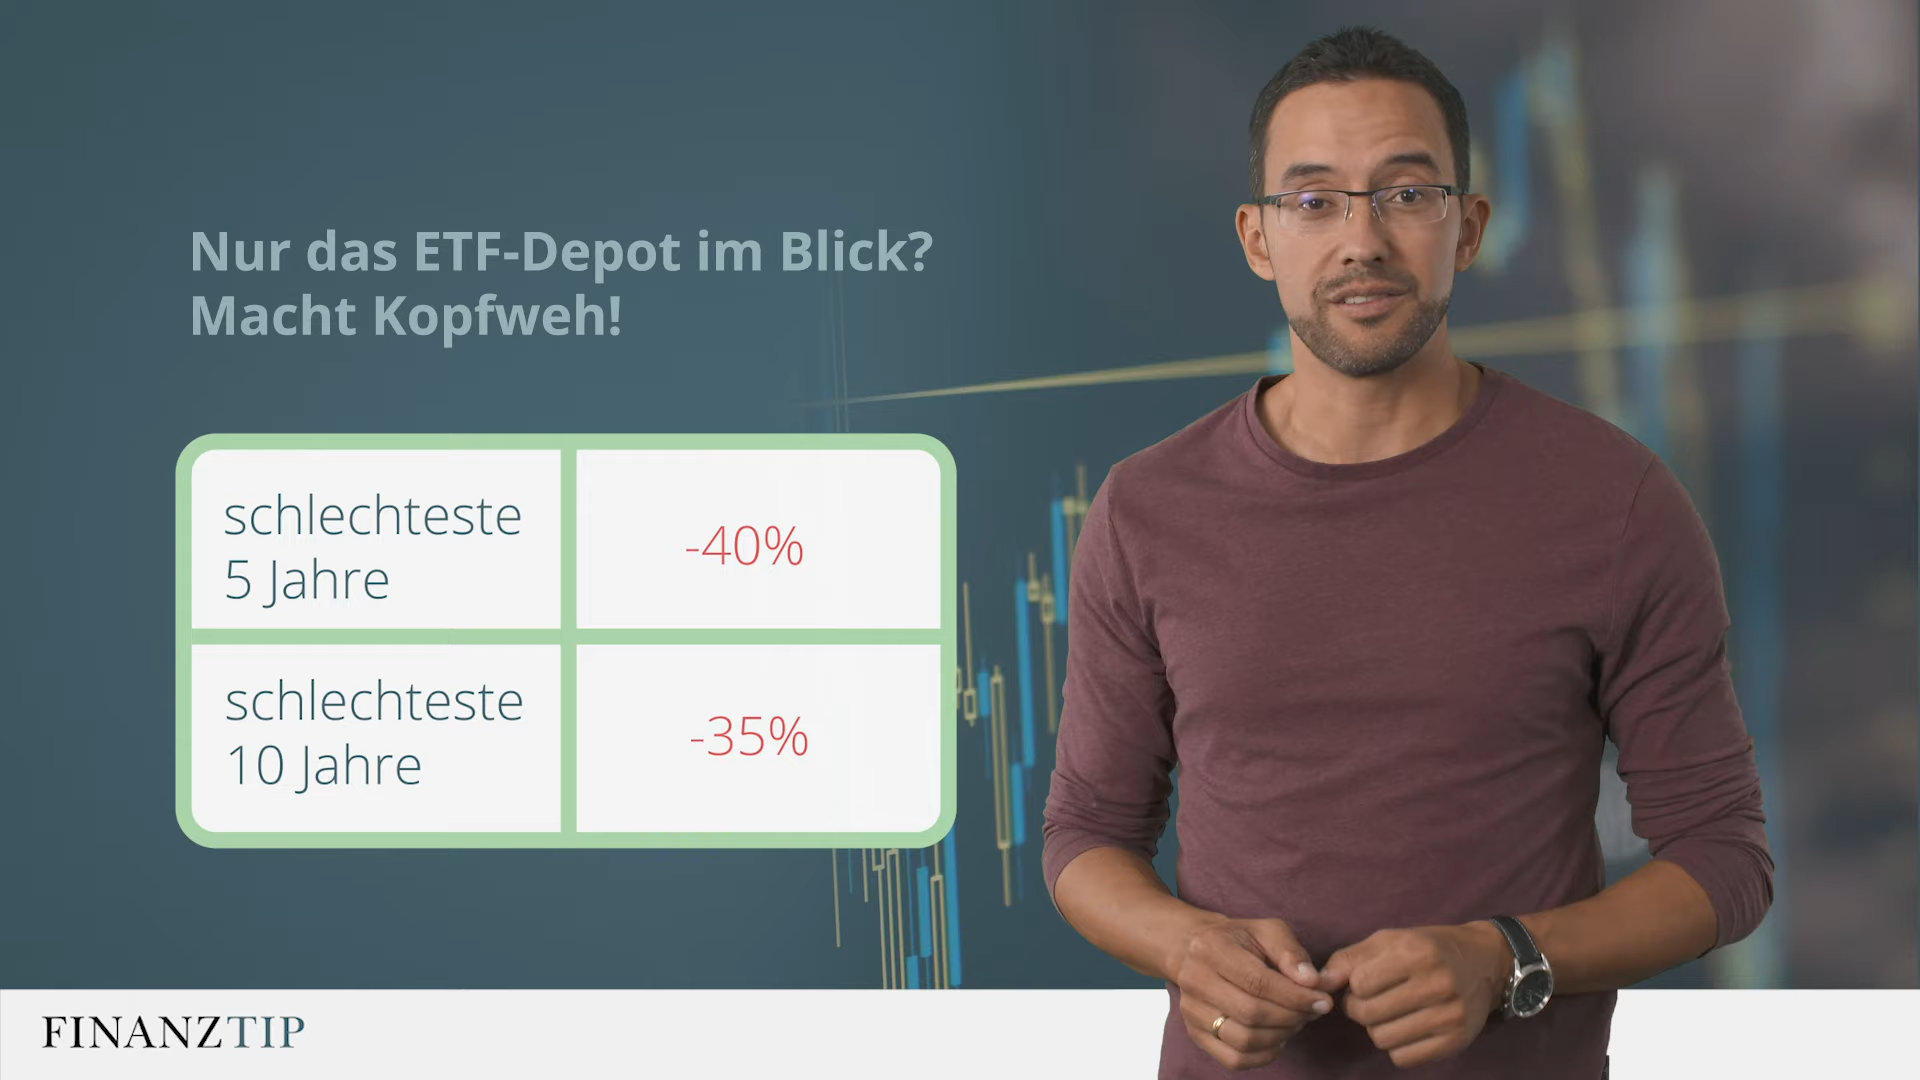 Nur das ETF-Depot im Blick?
Macht Kopfweh!
schlechteste
5 Jahre
-40%
schlechteste
10 Jahre
-35%
FINANZTIP